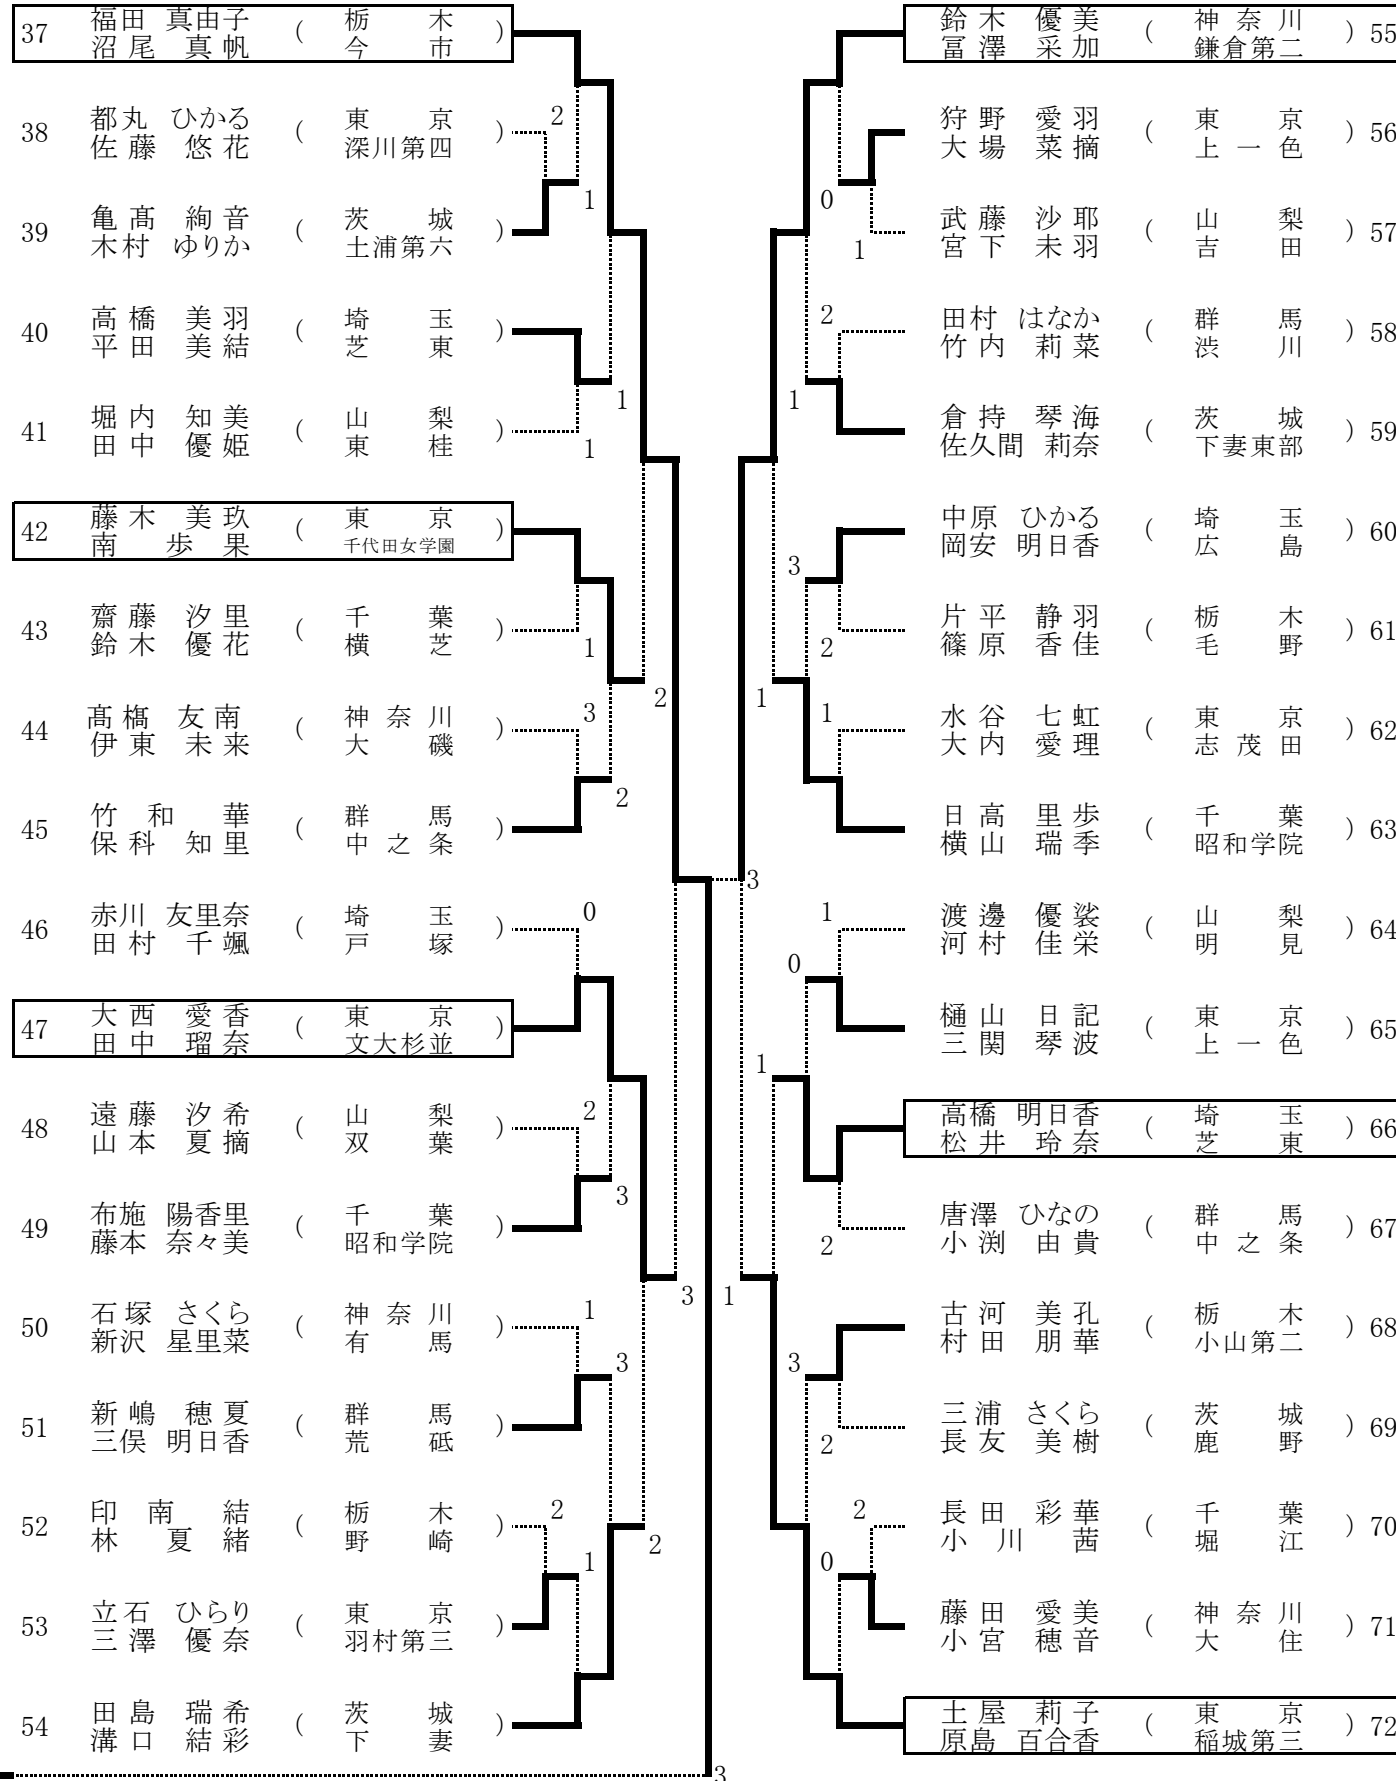 37 福田 真由子 ( 栃木 )
沼尾 真帆 今市
38 都丸 ひかる ( 東京 )
佐藤 悠花 深川第四
39 亀髙 絢音 ( 茨城 )
木村 ゆりか 土浦第六
40 高橋 美羽 ( 埼玉 )
平田 美結 芝東
41 堀内 知美 ( 山梨 )
田中 優姫 東桂
42 藤木 美玖 ( 東京 )
南 歩果 千代田女学園
43 齋藤 汐里 ( 千葉 )
鈴木 優花 横芝
44 髙橋 友南 ( 神奈川 )
伊東 未来 大磯
45 竹和 華 ( 群馬 )
保科 知里 中之条
46 赤川 友里奈 ( 埼玉 )
田村 千颯 戸塚
47 大西 愛香 ( 東京 )
田中 瑠奈 文大杉並
48 遠藤 汐希 ( 山梨 )
山本 夏摘 双葉
49 布施 陽香里 ( 千葉 )
藤本 奈々美 昭和学院
50 石塚 さくら ( 神奈川 )
新沢 星里菜 有馬
51 新嶋 穂夏 ( 群馬 )
三俣 明日香 荒砥
52 印南 結 ( 栃木 )
林 夏緒 野崎
53 立石 ひらり ( 東京 )
三澤 優奈 羽村第三
54 田島 瑞希 ( 茨城 )
溝口 結彩 下妻
2
1
1
1
1
3
2
2
0
2
3
1
3
3
2
1
2
3
3
鈴木 優美 ( 神奈川 ) 55
冨澤 采加 鎌倉第二
狩野 愛羽 ( 東京 ) 56
大場 菜摘 上一色
武藤 沙耶 ( 山梨 ) 57
宮下 未羽 吉田
田村 はなか ( 群馬 ) 58
竹内 莉菜 渋川
倉持 琴海 ( 茨城 ) 59
佐久間 莉奈 下妻東部
中原 ひかる ( 埼玉 ) 60
岡安 明日香 広島
片平 静羽 ( 栃木 ) 61
篠原 香佳 毛野
水谷 七虹 ( 東京 ) 62
大内 愛理 志茂田
日高 里歩 ( 千葉 ) 63
横山 瑞季 昭和学院
渡邊 優裟 ( 山梨 ) 64
河村 佳栄 明見
樋山 日記 ( 東京 ) 65
三関 琴波 上一色
高橋 明日香 ( 埼玉 ) 66
松井 玲奈 芝東
唐澤 ひなの ( 群馬 ) 67
小渕 由貴 中之条
古河 美孔 ( 栃木 ) 68
村田 朋華 小山第二
三浦 さくら ( 茨城 ) 69
長友 美樹 鹿野
長田 彩華 ( 千葉 ) 70
小川 茜 堀江
藤田 愛美 ( 神奈川 ) 71
小宮 穂音 大住
土屋 莉子 ( 東京 ) 72
原島 百合香 稲城第三
0
1
2
1
3
2
1
1
1
0
1
2
1
3
2
2
0